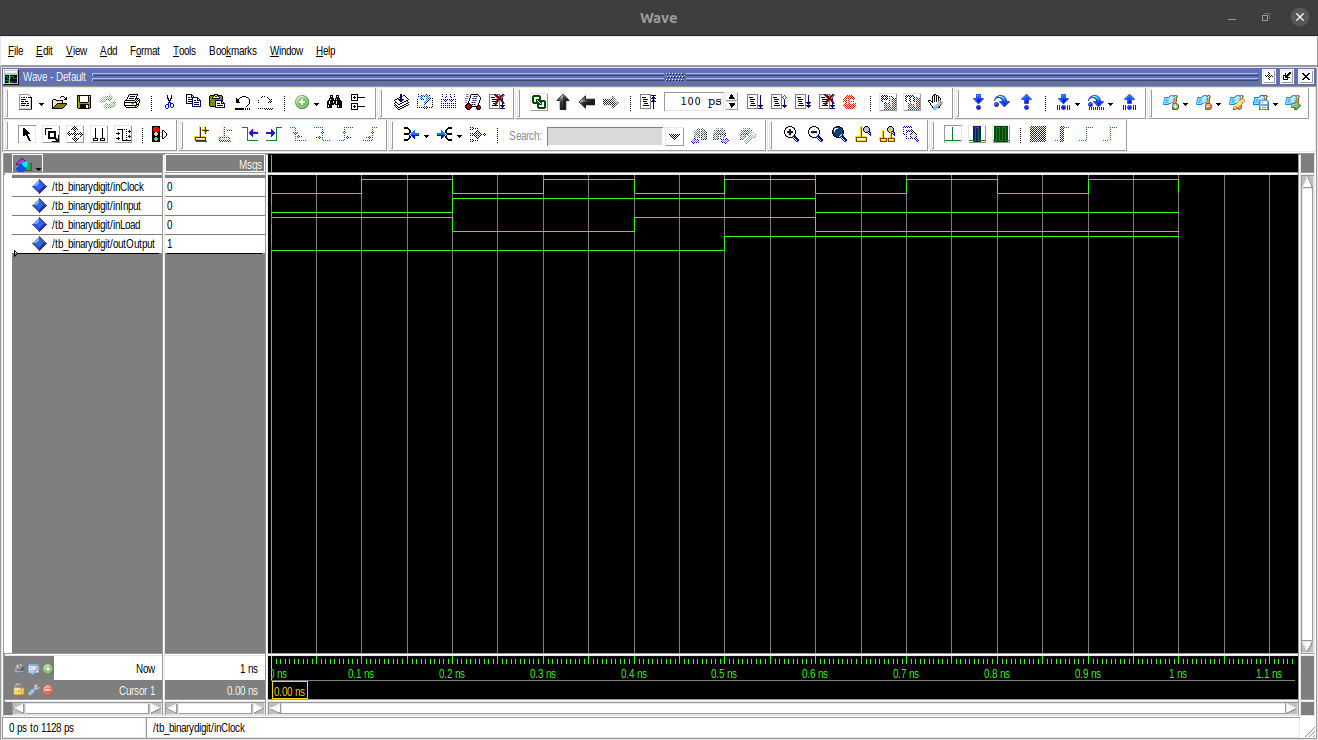 Wave
File Edit View Add Format Tools Bookmarks Window Help
Wave - Default
100 ps
Search:
Msgs
/tb_binarydigit/inClock 0
/tb_binarydigit/inInput 0
/tb_binarydigit/inLoad 0
/tb_binarydigit/outOutput 1
Now 1 ns
ns 0.1 ns 0.2 ns 0.3 ns 0.4 ns 0.5 ns 0.6 ns 0.7 ns 0.8 ns 0.9 ns 1 ns 1.1 ns
Cursor 1 0.00 ns 0.00 ns
0 ps to 1128 ps /tb_binarydigit/inClock